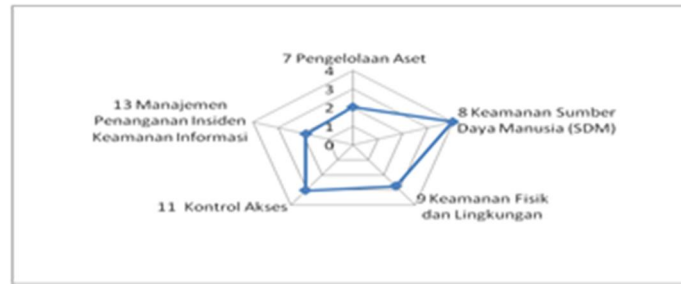 7 Pengelolaan Aset
4
3
2
1
0
8 Keamanan Sumber
Daya Manusia (SDM)
9 Keamanan Fisik
dan Lingkungan
11 Kontrol Akses
13 Manajemen
Penanganan Insiden
Keamanan Informasi